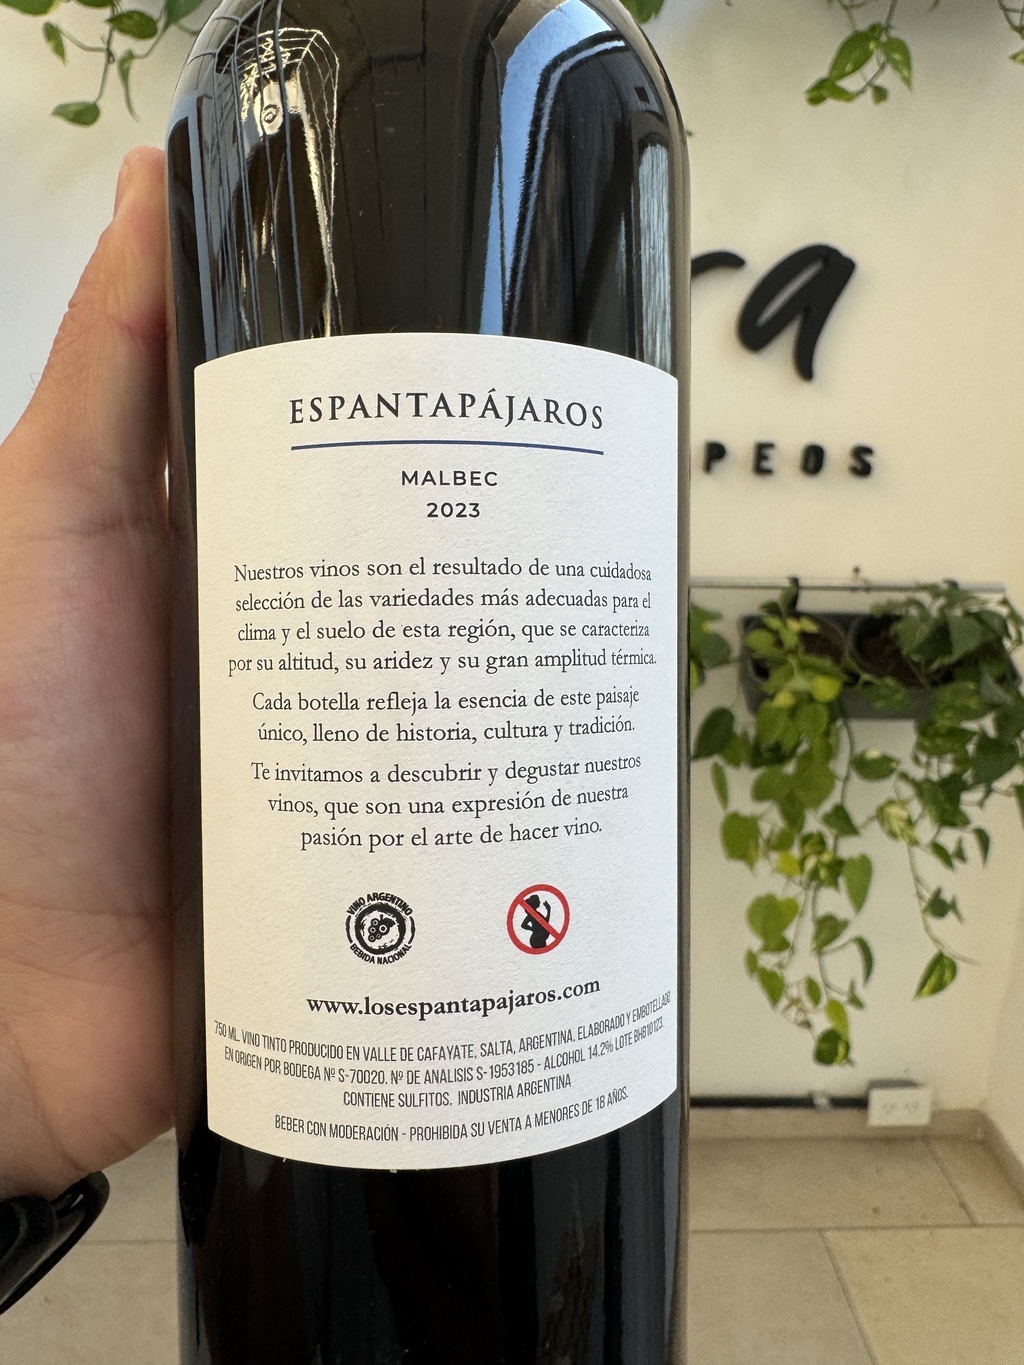 ESPANTAPÁJAROS
MALBEC
2023
Nuestros vinos son el resultado de una cuidadosa
selección de las variedades más adecuadas para el
clima y el suelo de esta región, que se caracteriza
por su altitud, su aridez y su gran amplitud térmica.
Cada botella refleja la esencia de este paisaje
único, lleno de historia, cultura y tradición.
Te invitamos a descubrir y degustar nuestros
vinos, que son una expresión de nuestra
pasión por el arte de hacer vino.
VINO ARGENTINO
BEBIDA NACIONAL
www.losespantapajaros.com
750 ML. VINO TINTO PRODUCIDO EN VALLE DE CAFAYATE, SALTA, ARGENTINA. ELABORADO Y EMBOTELLADO
EN ORIGEN POR BODEGA Nº S-70020. Nº DE ANALISIS S-1953185 - ALCOHOL 14.2% LOTE
CONTIENE SULFITOS. INDUSTRIA ARGENTINA
BEBER CON MODERACIÓN - PROHIBIDA SU VENTA A MENORES DE 18 AÑOS.
ra
PEOS